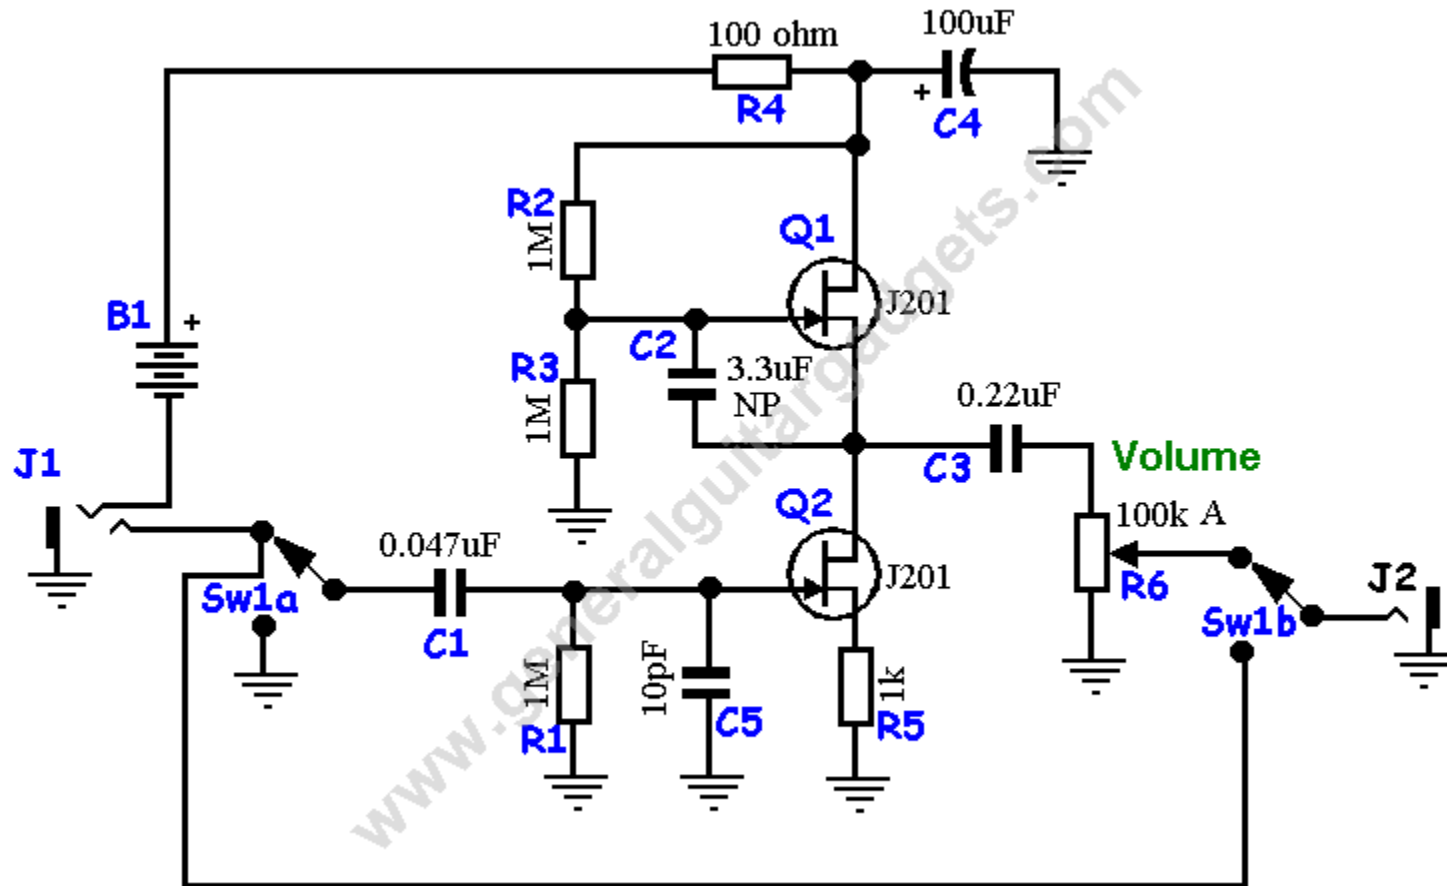 100 ohm
100uF
R4
+
C4
R2
1M
Q1
J201
B1
+
C2
3.3uF
NP
R3
1M
0.22uF
C3
Volume
J1
Q2
J201
100k A
R6
0.047uF
Sw1a
C1
Sw1b
J2
1M
R1
10pF
C5
1k
R5
www.generalguitargadgets.com